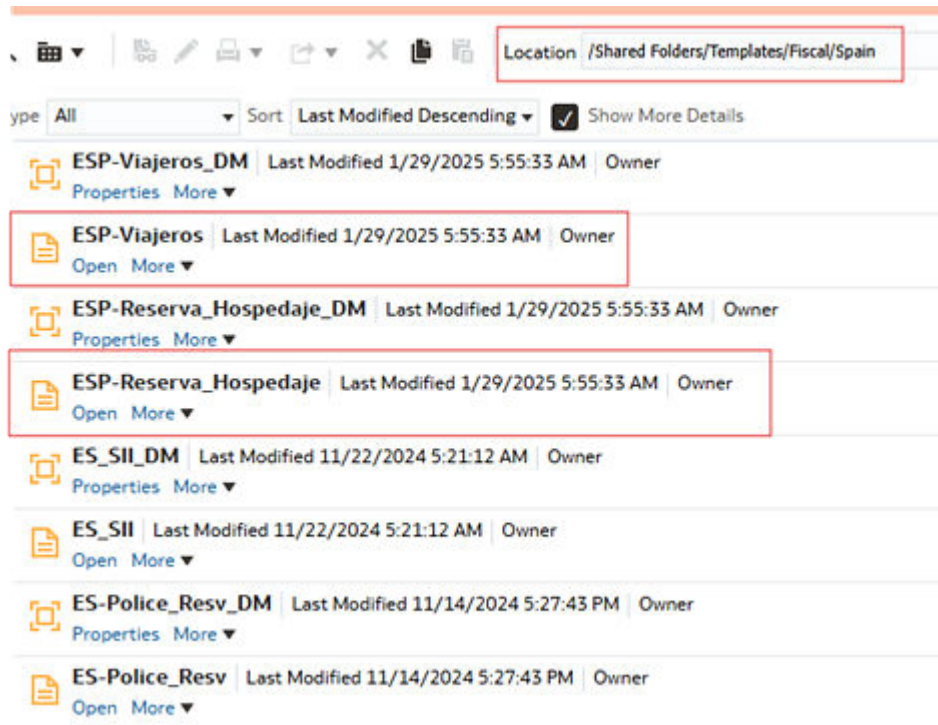 Location /Shared Folders/Templates/Fiscal/Spain
ype All Sort Last Modified Descending Show More Details
ESP-Viajeros_DM Last Modified 1/29/2025 5:55:33 AM Owner
Properties More
ESP-Viajeros Last Modified 1/29/2025 5:55:33 AM Owner
Open More
ESP-Reserva_Hospedaje_DM Last Modified 1/29/2025 5:55:33 AM Owner
Properties More
ESP-Reserva_Hospedaje Last Modified 1/29/2025 5:55:33 AM Owner
Open More
ES_SII_DM Last Modified 11/22/2024 5:21:12 AM Owner
Properties More
ES_SII Last Modified 11/22/2024 5:21:12 AM Owner
Open More
ES-Police_Resv_DM Last Modified 11/14/2024 5:27:43 PM Owner
Properties More
ES-Police_Resv Last Modified 11/14/2024 5:27:43 PM Owner
Open More